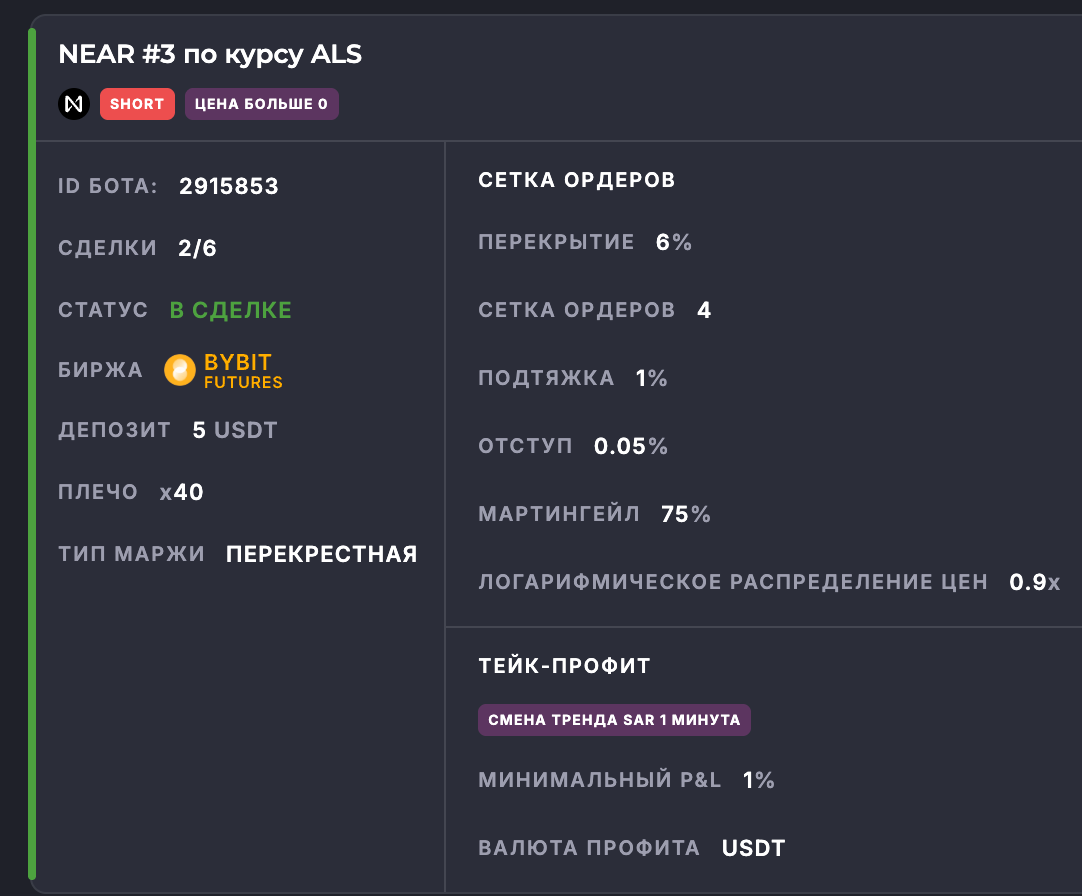 NEAR #3 по курсу ALS
SHORT ЦЕНА БОЛЬШЕ 0
ID БОТА: 2915853
СДЕЛКИ 2/6
СТАТУС В СДЕЛКЕ
БИРЖА BYBIT
FUTURES
ДЕПОЗИТ 5 USDT
ПЛЕЧО x40
ТИП МАРЖИ ПЕРЕКРЕСТНАЯ
СЕТКА ОРДЕРОВ
ПЕРЕКРЫТИЕ 6%
СЕТКА ОРДЕРОВ 4
ПОДТЯЖКА 1%
ОТСТУП 0.05%
МАРТИНГЕЙЛ 75%
ЛОГАРИФМИЧЕСКОЕ РАСПРЕДЕЛЕНИЕ ЦЕН 0.9x
ТЕЙК-ПРОФИТ
СМЕНА ТРЕНДА SAR 1 МИНУТА
МИНИМАЛЬНЫЙ P&L 1%
ВАЛЮТА ПРОФИТА USDT